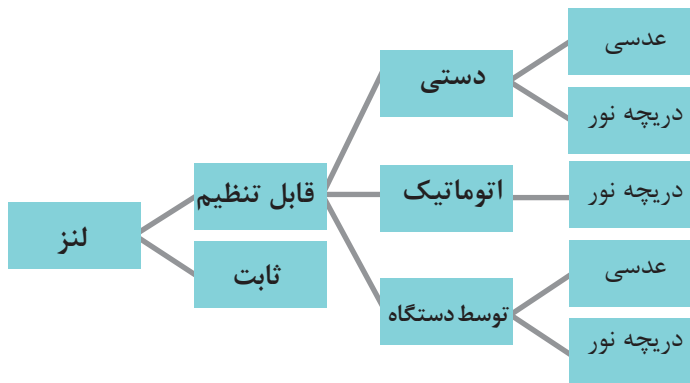 لنز
قابل تنظیم
ثابت
دستی
اتوماتیک
توسط دستگاه
عدسی
دریچه نور
دریچه نور
عدسی
دریچه نور